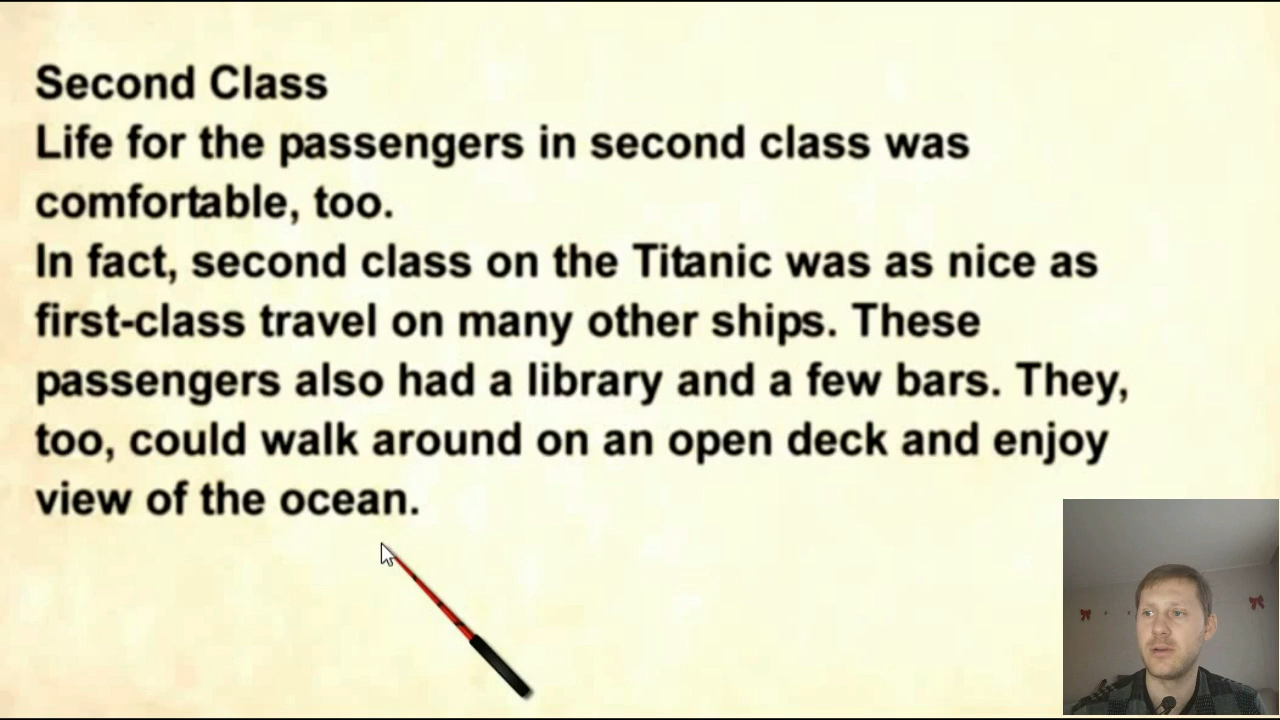 Second Class
Life for the passengers in second class was
comfortable, too.
In fact, second class on the Titanic was as nice as
first-class travel on many other ships. These
passengers also had a library and a few bars. They,
too, could walk around on an open deck and enjoy
view of the ocean.